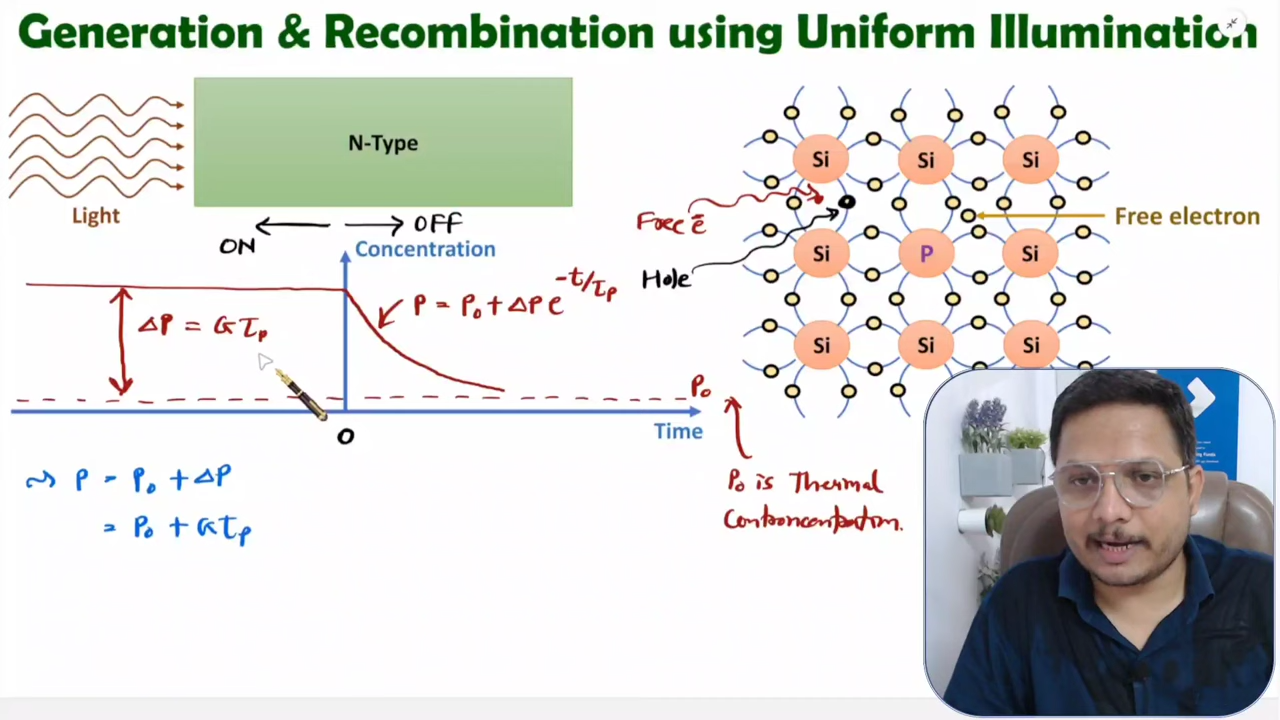 Generation & Recombination using Uniform Illumination
N-Type
Light
ON
OFF
Concentration
ΔP = Gτp
P = P₀ + ΔP e^(-t/τp)
P₀
Time
0
P = P₀ + ΔP
= P₀ + Gτp
P₀ is Thermal
Si
Si
Si
Free ē
Free electron
Hole
Si
P
Si
Si
Si
Si